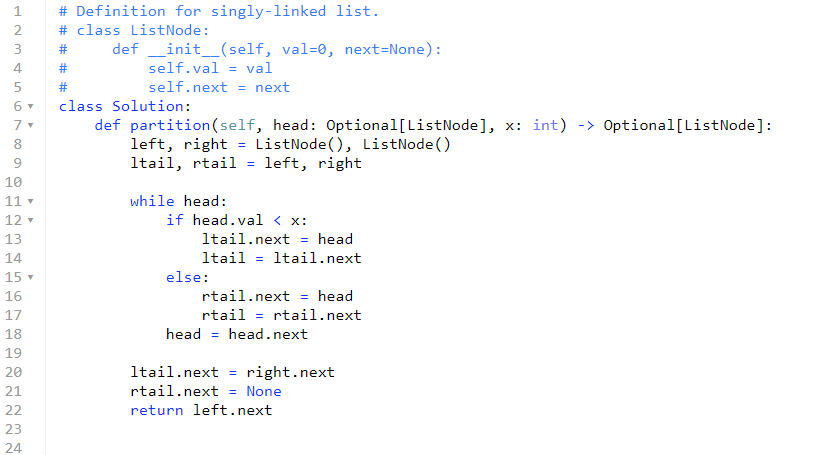 1 # Definition for singly-linked list.
2 # class ListNode:
3 #     def __init__(self, val=0, next=None):
4 #         self.val = val
5 #         self.next = next
6 class Solution:
7     def partition(self, head: Optional[ListNode], x: int) -> Optional[ListNode]:
8         left, right = ListNode(), ListNode()
9         ltail, rtail = left, right
10
11         while head:
12             if head.val < x:
13                 ltail.next = head
14                 ltail = ltail.next
15             else:
16                 rtail.next = head
17                 rtail = rtail.next
18             head = head.next
19
20         ltail.next = right.next
21         rtail.next = None
22         return left.next
23
24